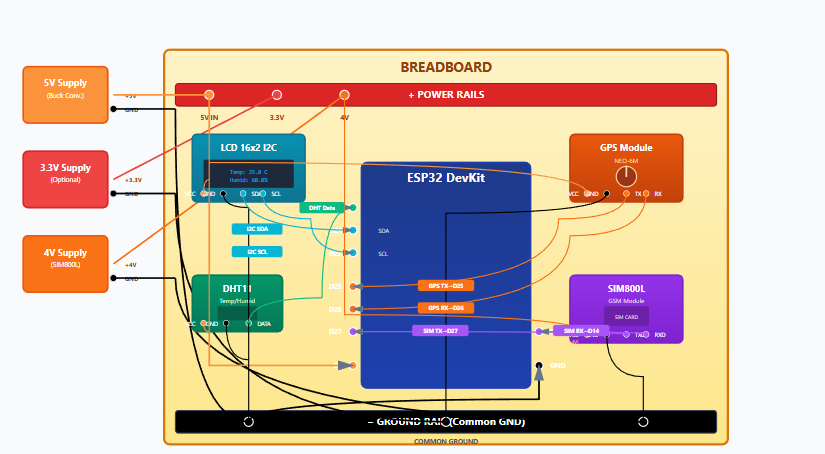 BREADBOARD
5V Supply
(Buck Conv.)
+5V
GND
+ POWER RAILS
5V IN
3.3V
4V
3.3V Supply
(Optional)
+3.3V
GND
LCD 16x2 I2C
Temp: 25.0 C
Humid: 60.0%
VCC
GND
SDA
SCL
ESP32 DevKit
GPS Module
NEO-6M
VCC
GND
TX
RX
DHT Data
I2C SDA
SDA
I2C SCL
SCL
4V Supply
(SIM800L)
+4V
GND
DHT11
Temp/Humid
VCC
GND
DATA
D25
GPS TX→D25
D26
GPS RX→D26
D27
SIM TX→D27
SIM RX→D14
SIM800L
GSM Module
SIM CARD
TXD
RXD
GND
− GROUND RAIL (Common GND)
COMMON GROUND